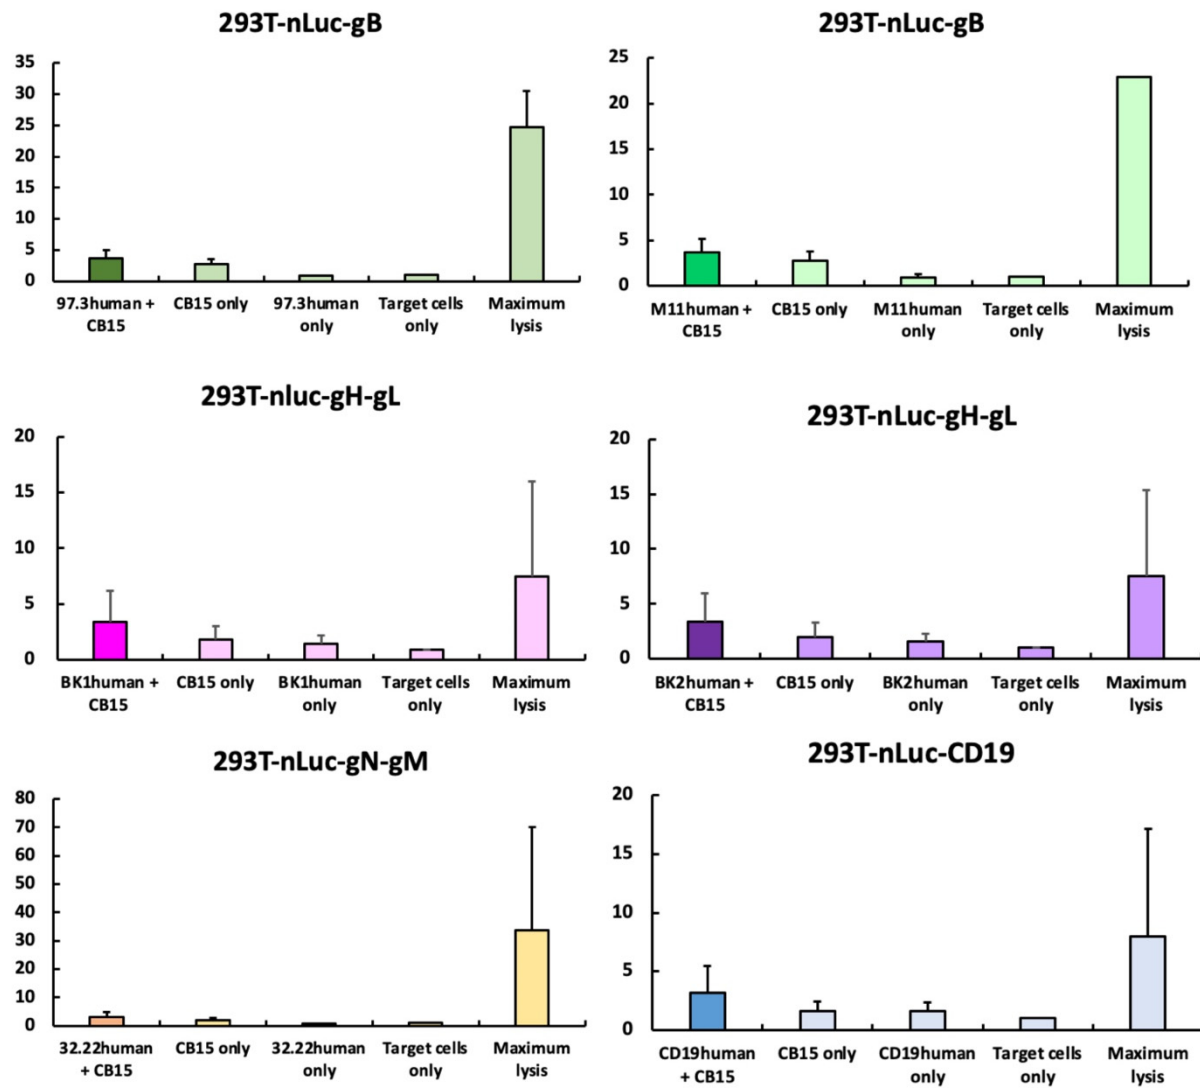 293T-nLuc-gB
35
30
25
20
15
10
5
0
97.3human +
CB15
CB15 only
97.3human
only
Target cells
only
Maximum
lysis
293T-nLuc-gB
25
20
15
10
5
0
M11human +
CB15
CB15 only
M11human
only
Target cells
only
Maximum
lysis
293T-nluc-gH-gL
20
15
10
5
0
BK1human +
CB15
CB15 only
BK1human
only
Target cells
only
Maximum
lysis
293T-nLuc-gH-gL
20
15
10
5
0
BK2human +
CB15
CB15 only
BK2human
only
Target cells
only
Maximum
lysis
293T-nLuc-gN-gM
80
70
60
50
40
30
20
10
0
32.22human
+ CB15
CB15 only
32.22human
only
Target cells
only
Maximum
lysis
293T-nLuc-CD19
20
15
10
5
0
CD19human
+ CB15
CB15 only
CD19human
only
Target cells
only
Maximum
lysis